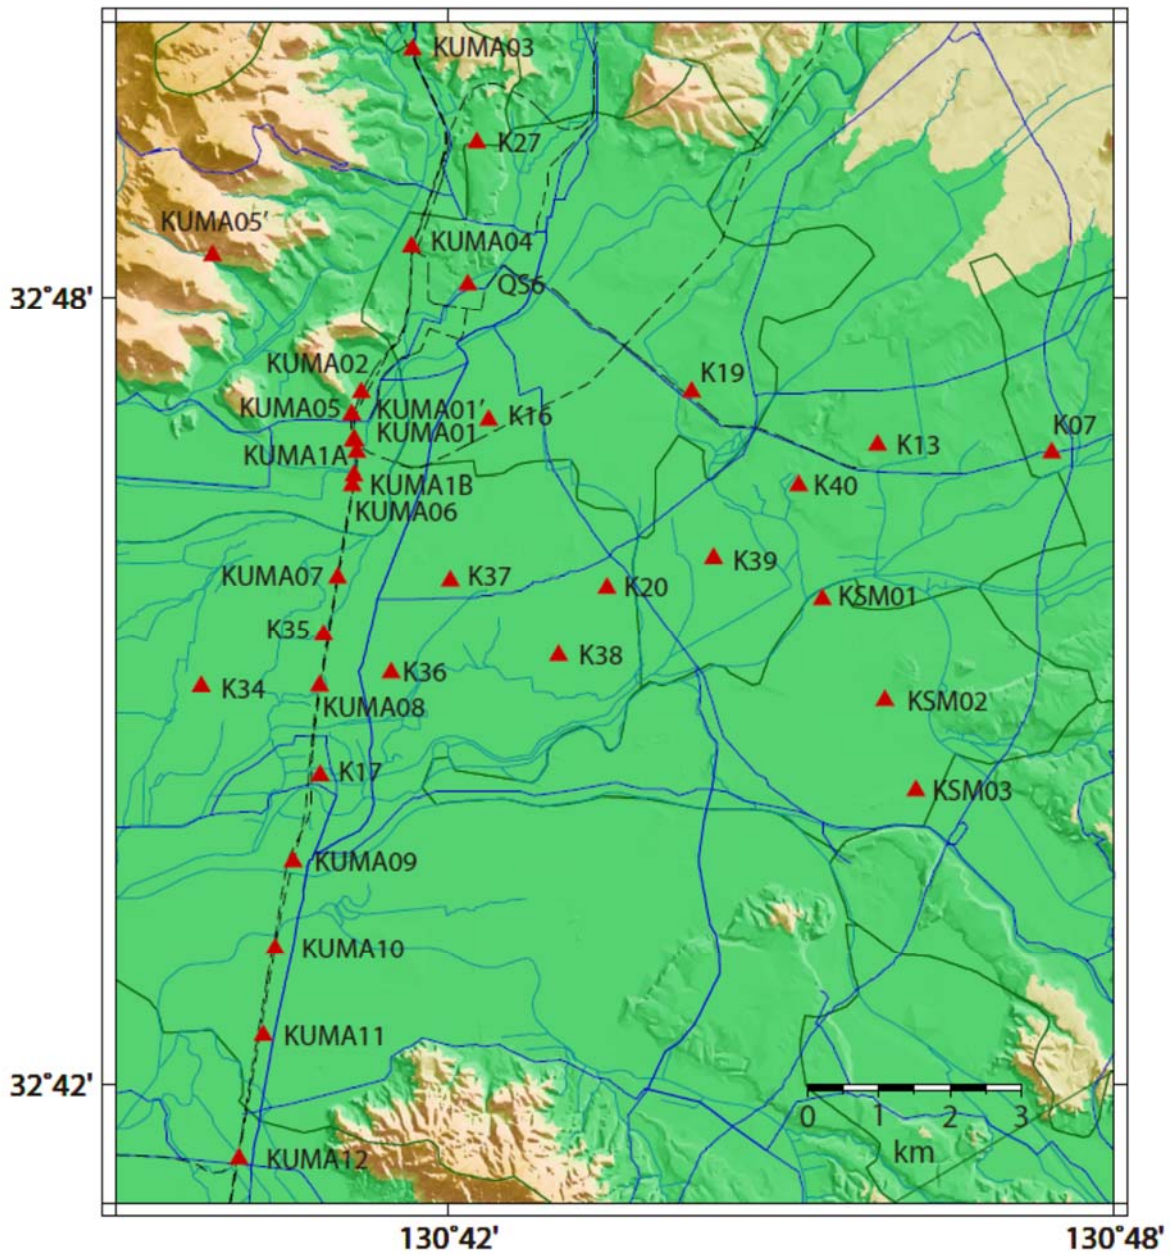 KUMA03
K27
KUMA05′
KUMA04
QS6
32°48'
KUMA02
K19
KUMA05
KUMA01′
K16
K07
KUMA01
K13
KUMA1A
KUMA1B
K40
KUMA06
K39
KUMA07
K37
K20
KSM01
K35
K38
K36
K34
KSM02
KUMA08
K17
KSM03
KUMA09
KUMA10
KUMA11
32°42'
0 1 2 3
km
KUMA12
130°42' 130°48'